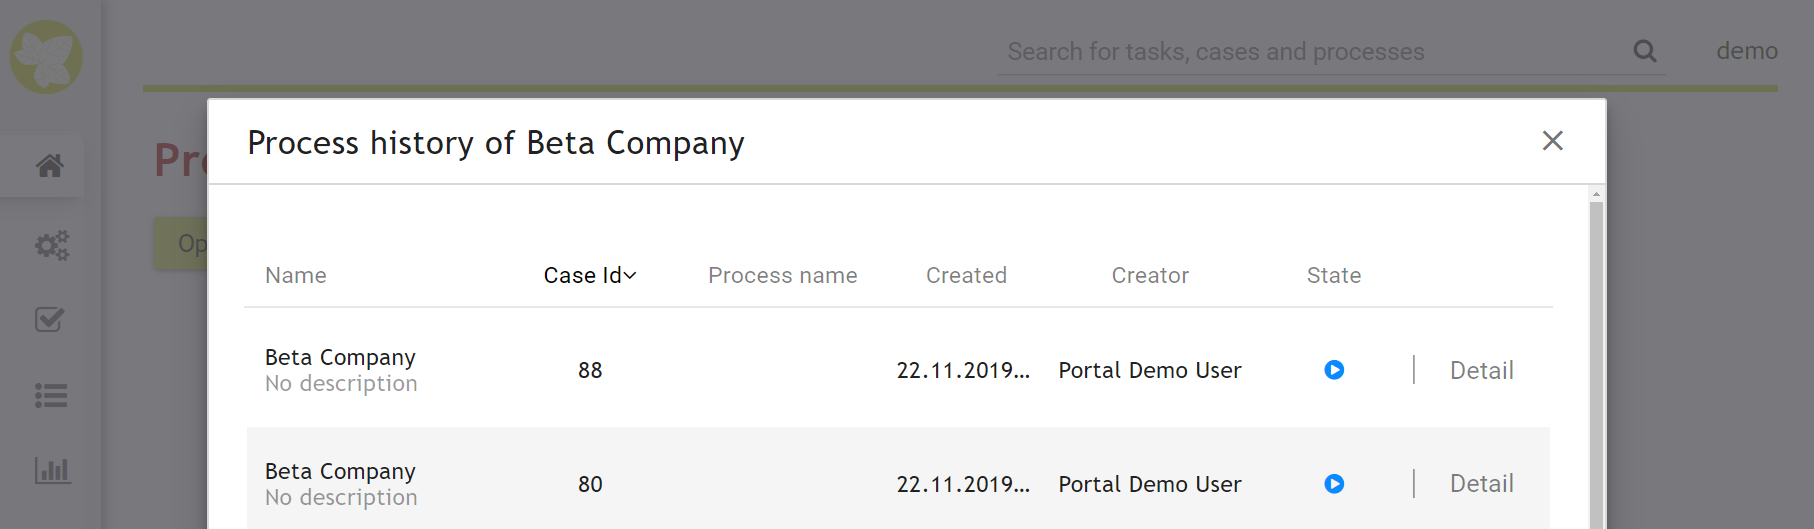 Search for tasks, cases and processes demo
Process history of Beta Company
Pro
Op
Name Case Id Process name Created Creator State
Beta Company
No description
88 22.11.2019... Portal Demo User Detail
Beta Company
No description
80 22.11.2019... Portal Demo User Detail